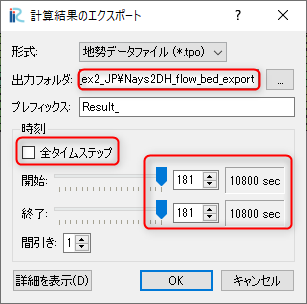 計算結果のエクスポート
形式: 地勢データファイル (*.tpo)
出力フォルダ: _ex2_JP¥Nays2DH_flow_bed_export ...
プレフィックス: Result_
時刻
全タイムステップ
開始: 181 10800 sec
終了: 181 10800 sec
間引き: 1
詳細を表示(D) OK キャンセル